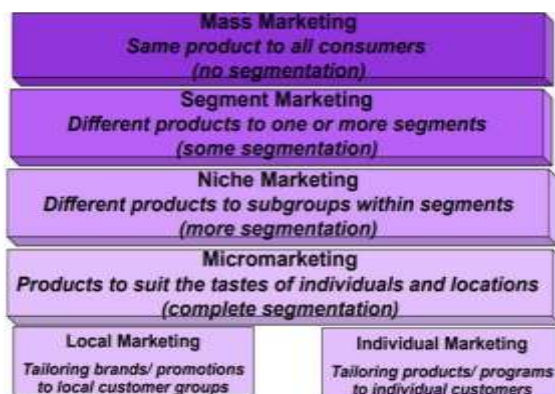 Mass Marketing
Same product to all consumers
(no segmentation)
Segment Marketing
Different products to one or more segments
(some segmentation)
Niche Marketing
Different products to subgroups within segments
(more segmentation)
Micromarketing
Products to suit the tastes of individuals and locations
(complete segmentation)
Local Marketing
Tailoring brands/ promotions
to local customer groups
Individual Marketing
Tailoring products/ programs
to individual customers